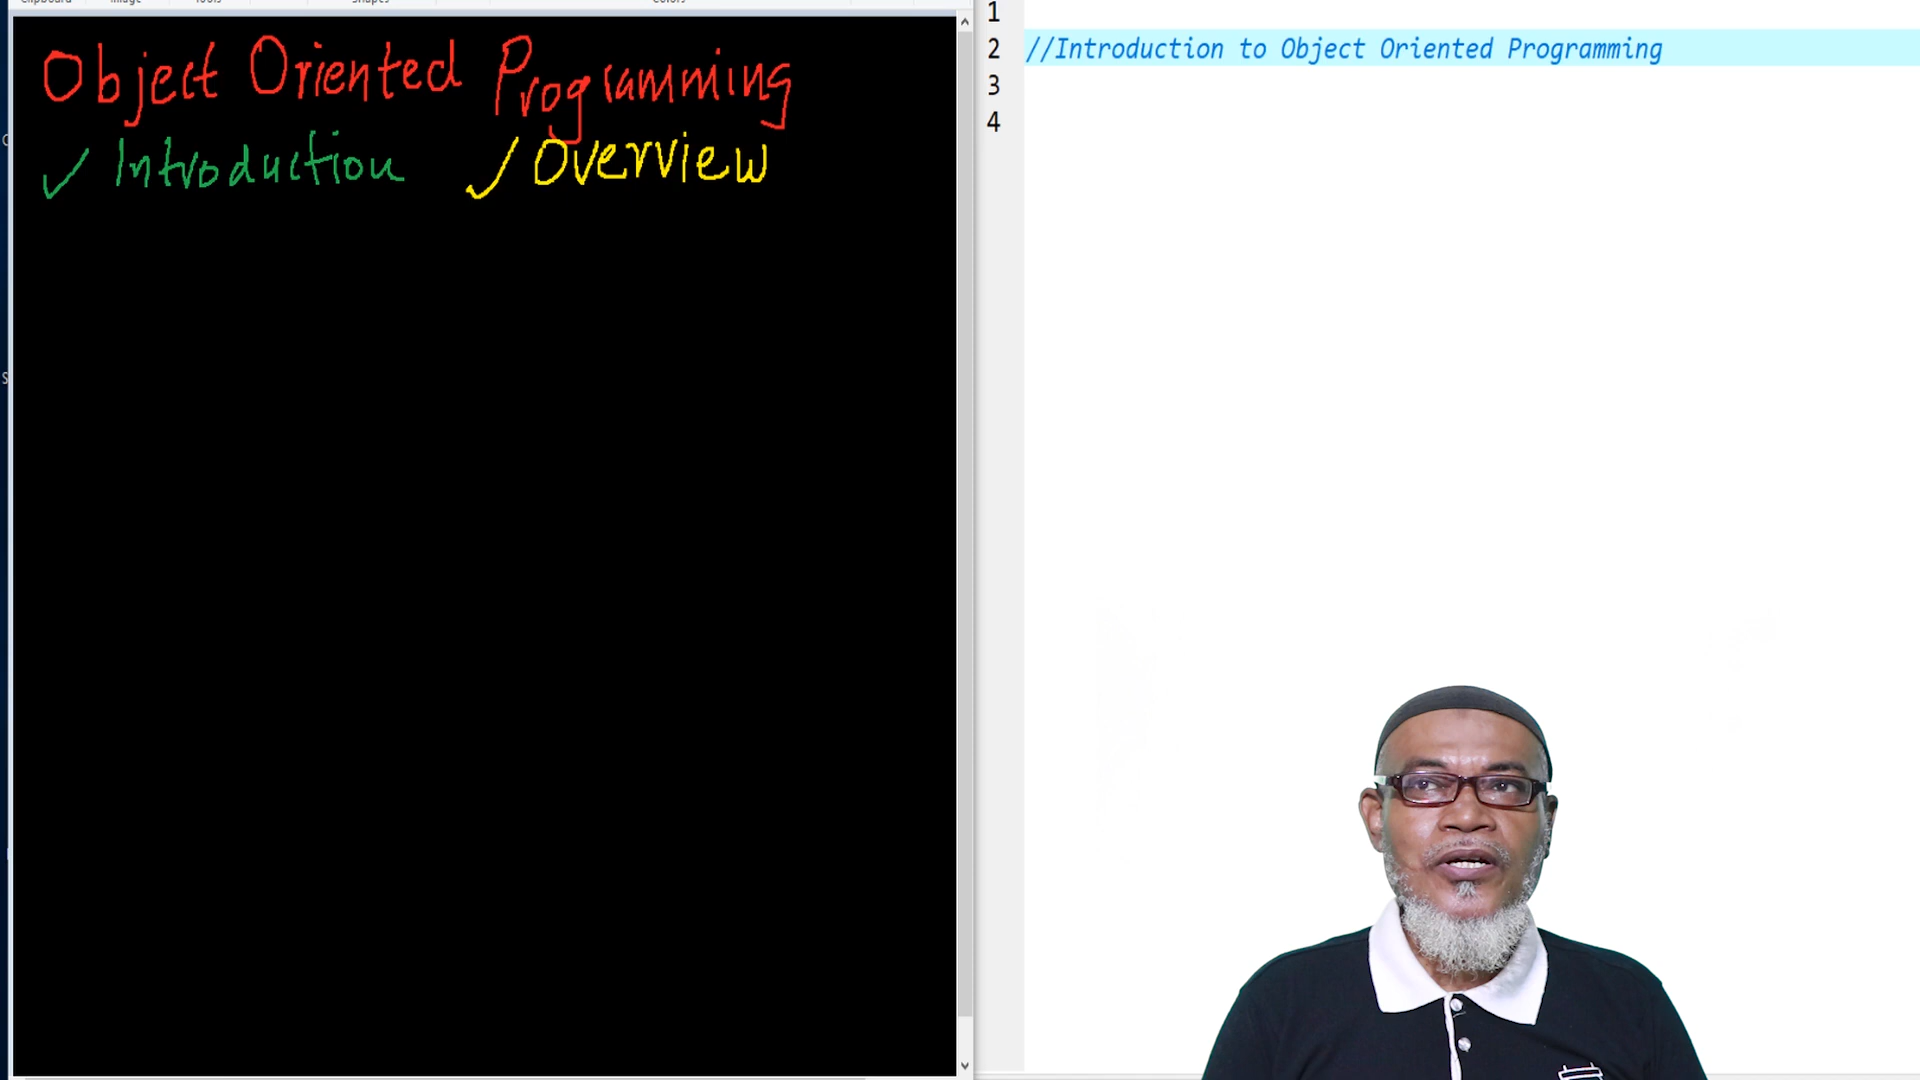 Object Oriented Programming
✓ Introduction ✓ Overview
1
2 //Introduction to Object Oriented Programming
3
4